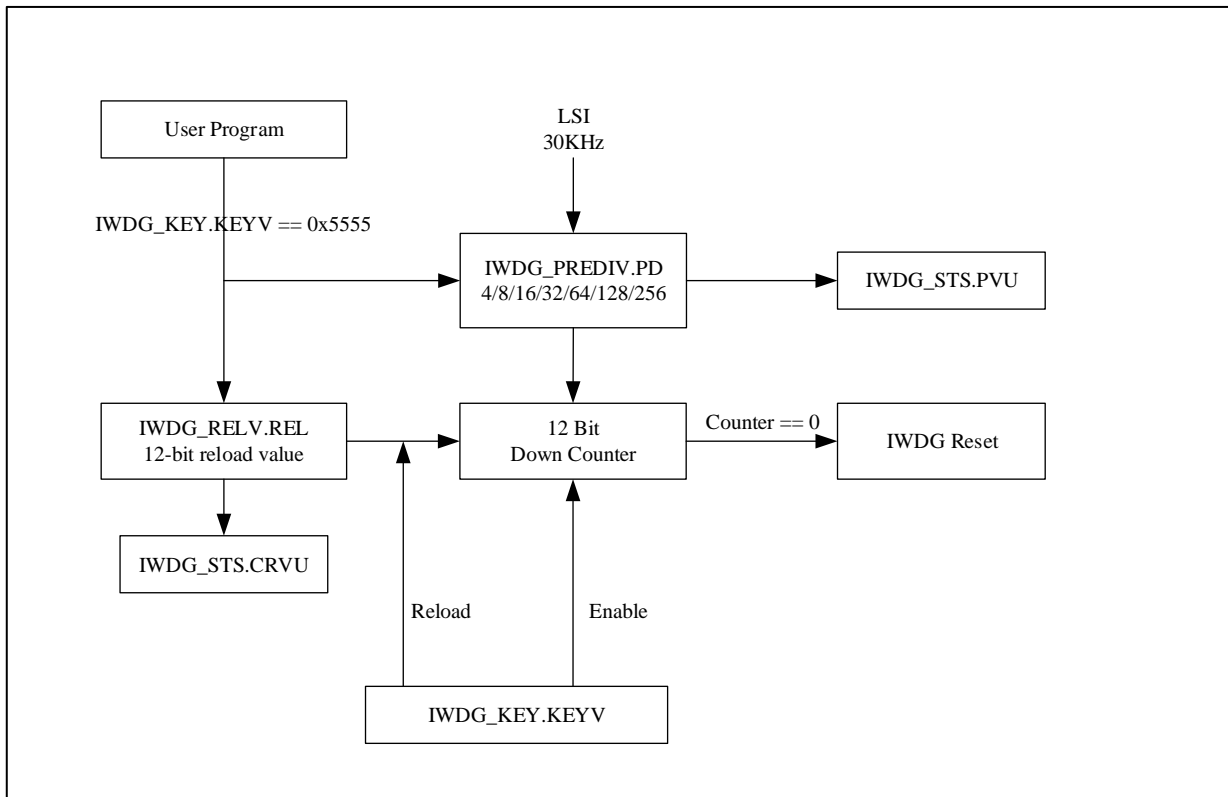 User Program
LSI
30KHz
IWDG_KEY.KEYV == 0x5555
IWDG_PREDIV.PD
4/8/16/32/64/128/256
IWDG_STS.PVU
IWDG_RELV.REL
12-bit reload value
12 Bit
Down Counter
Counter == 0
IWDG Reset
IWDG_STS.CRVU
Reload
Enable
IWDG_KEY.KEYV